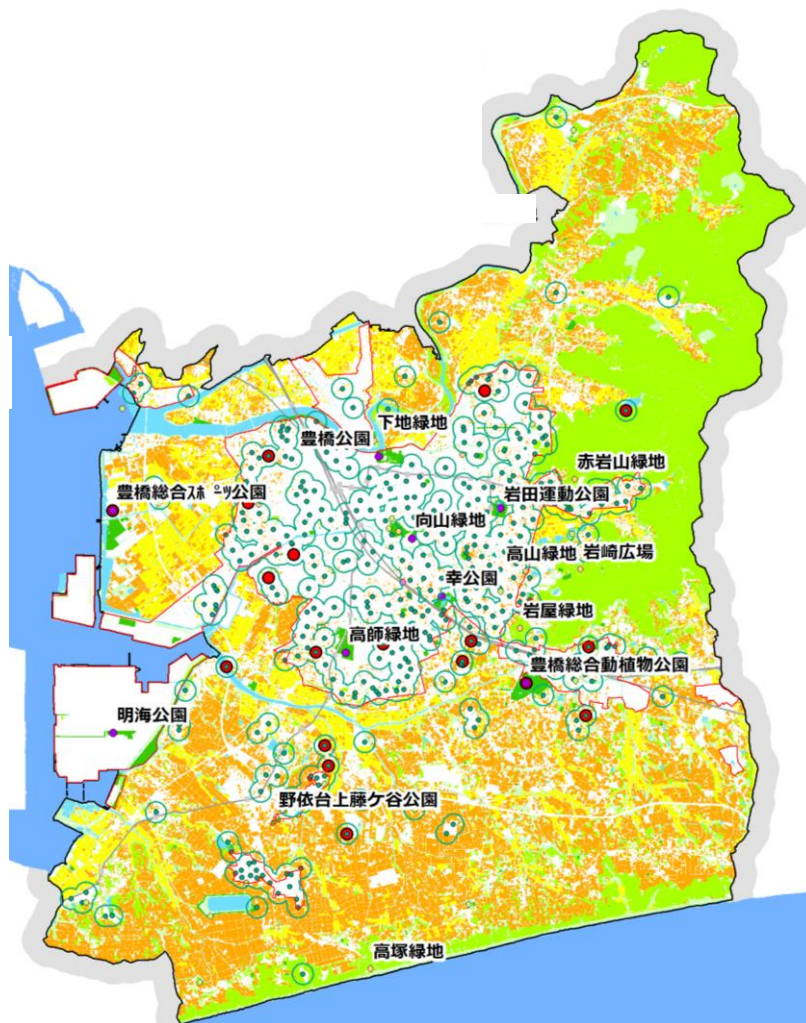 下地緑地
豊橋公園
赤岩山緑地
豊橋総合ｽﾎﾟｰﾂ公園
岩田運動公園
向山緑地
高山緑地
岩崎広場
幸公園
岩屋緑地
高師緑地
豊橋総合動植物公園
明海公園
野依台上藤ケ谷公園
高塚緑地